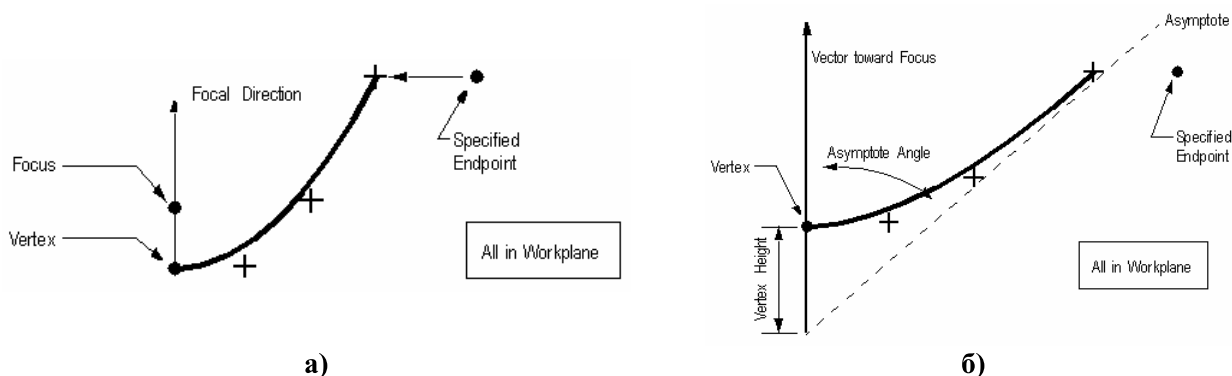 Focal Direction
Focus
Specified
Endpoint
Vertex
All in Workplane
а)
Asymptote
Vector toward Focus
Specified
Endpoint
Asymptote Angle
Vertex
Vertex Height
All in Workplane
б)